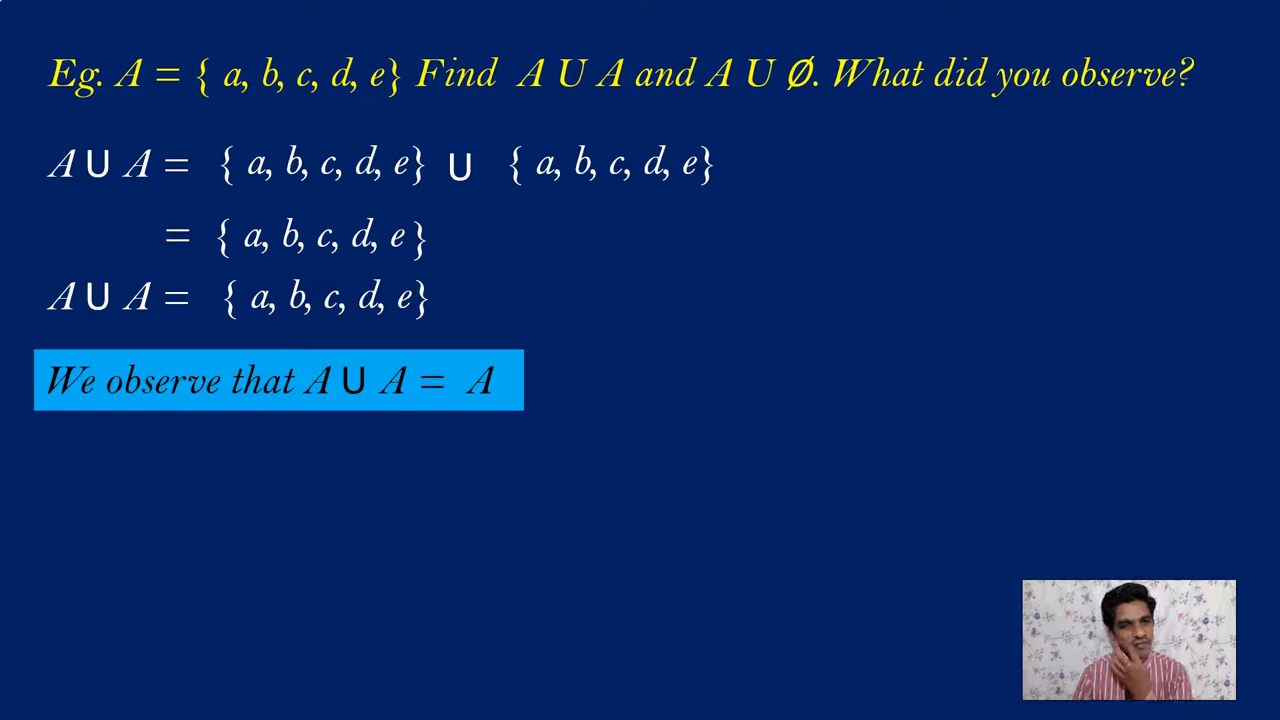 Eg. A = { a, b, c, d, e} Find A U A and A U Ø. What did you observe?
A ∪ A = { a, b, c, d, e} ∪ { a, b, c, d, e}
= { a, b, c, d, e }
A ∪ A = { a, b, c, d, e}
We observe that A ∪ A = A